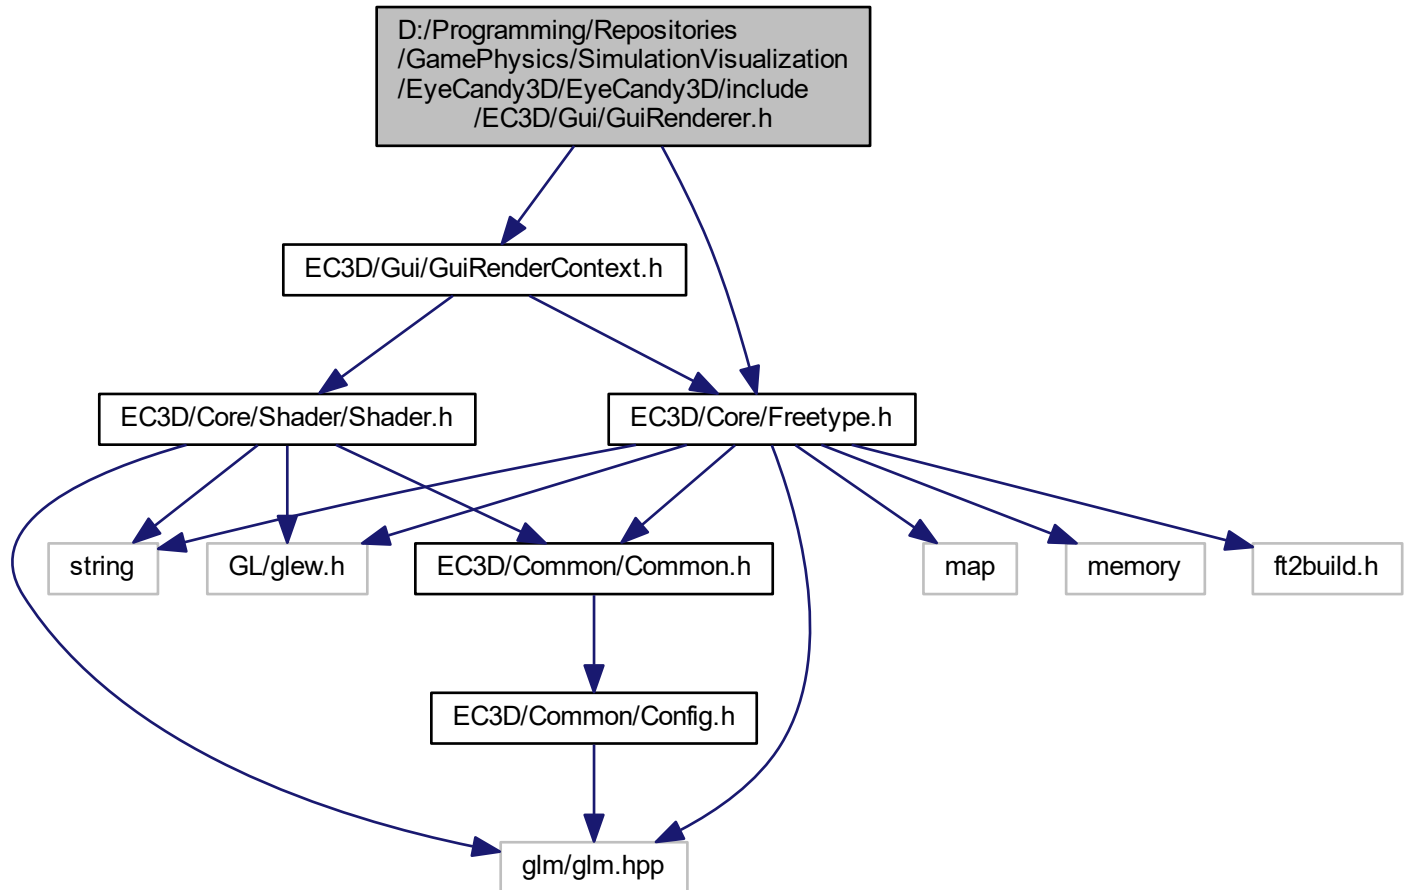 D:/Programming/Repositories
/GamePhysics/SimulationVisualization
/EyeCandy3D/EyeCandy3D/include
/EC3D/Gui/GuiRenderer.h
EC3D/Gui/GuiRenderContext.h
EC3D/Core/Shader/Shader.h
EC3D/Core/Freetype.h
string
GL/glew.h
EC3D/Common/Common.h
map
memory
ft2build.h
EC3D/Common/Config.h
glm/glm.hpp